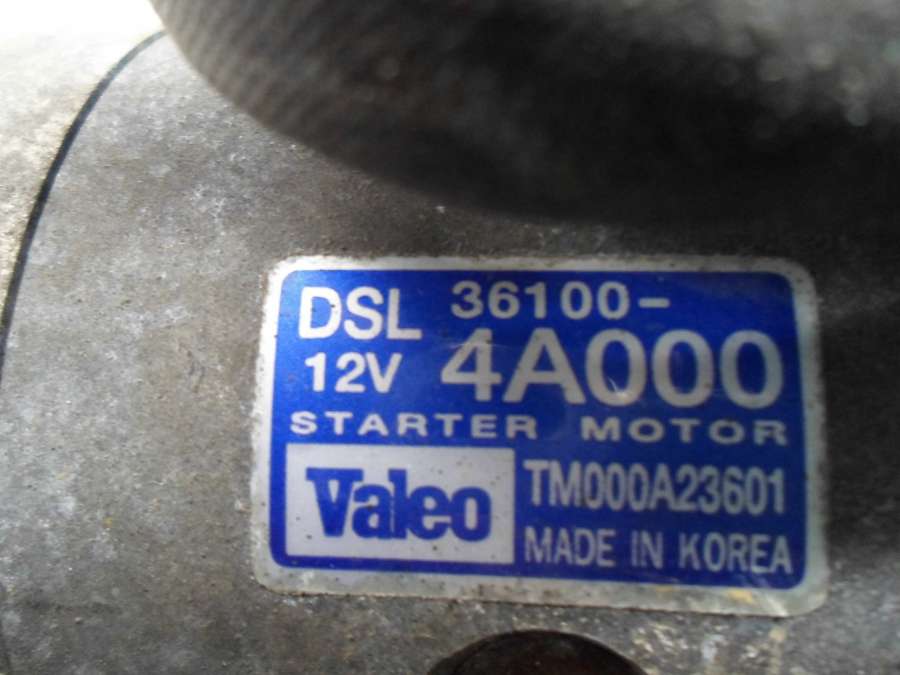 DSL 36100-
12V 4A000
STARTER MOTOR
Valeo TM000A23601
MADE IN KOREA